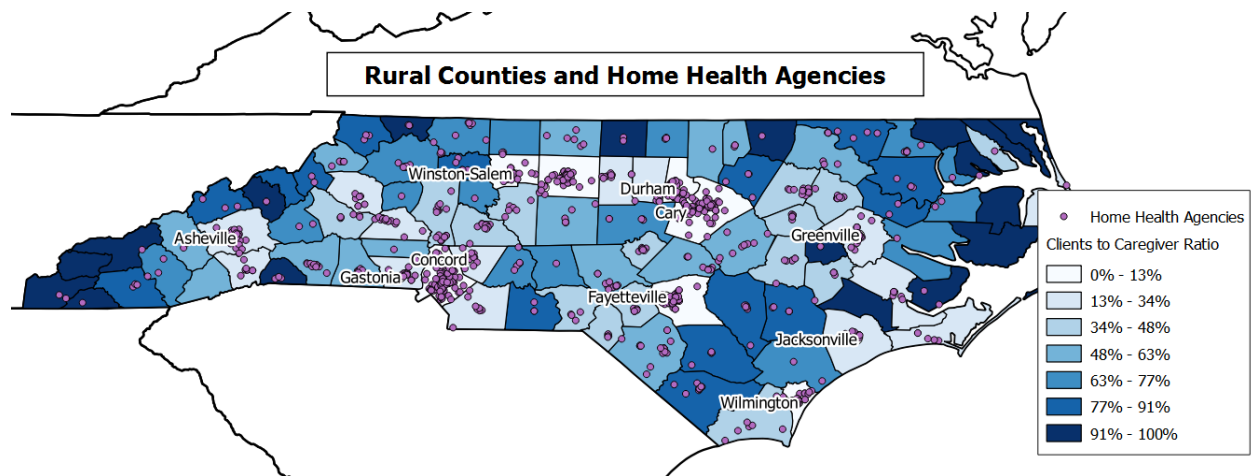 Rural Counties and Home Health Agencies
Winston-Salem
Durham
Cary
Asheville
Greenville
Concord
Gastonia
Fayetteville
Jacksonville
Wilmington
Home Health Agencies
Clients to Caregiver Ratio
0% - 13%
13% - 34%
34% - 48%
48% - 63%
63% - 77%
77% - 91%
91% - 100%